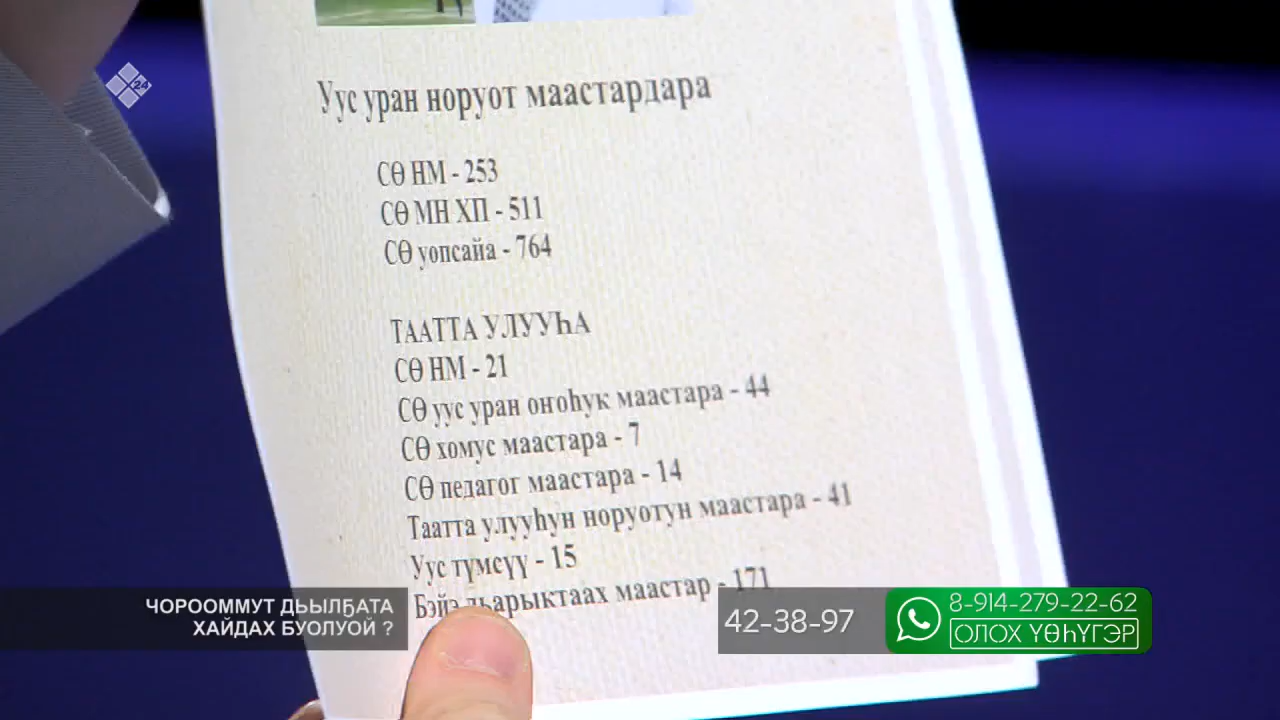 24
Уус уран норуот маастардара
СӨ НМ - 253
СӨ МН ХП - 511
СӨ уопсайа - 764
ТААТТА УЛУУҺА
СӨ НМ - 21
СӨ уус уран оҥоһук маастара - 44
СӨ хомус маастара - 7
СӨ педагог маастара - 14
Таатта улууһун норуотун маастара - 41
Уус түмсүү - 15
Бэйэ дьарыктаах маастар - 171
ЧОРООММУТ ДЬЫЛҔАТА
ХАЙДАХ БУОЛУОЙ ?
42-38-97
8-914-279-22-62
ОЛОХ ҮӨҺҮГЭР